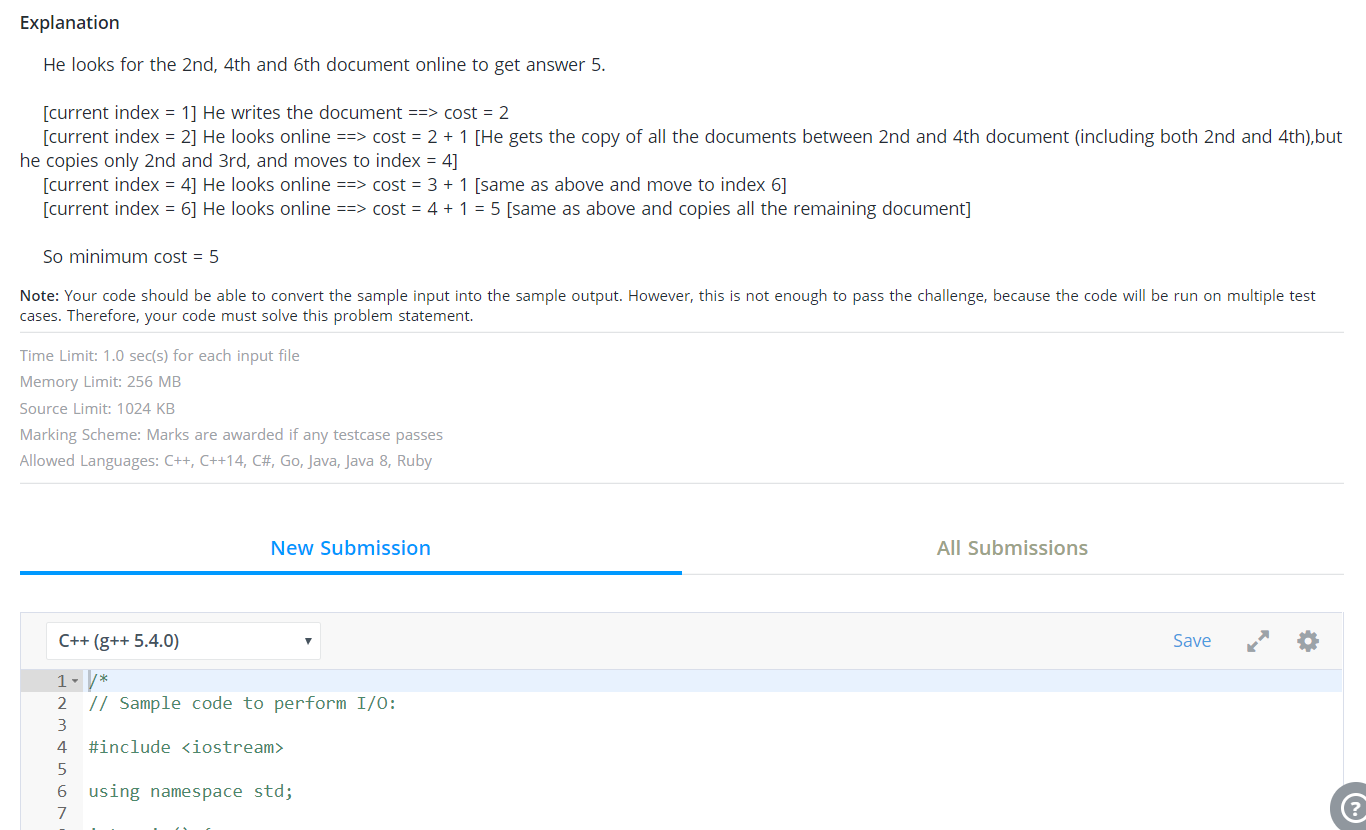 Explanation
He looks for the 2nd, 4th and 6th document online to get answer 5.
[current index = 1] He writes the document ==> cost = 2
[current index = 2] He looks online ==> cost = 2 + 1 [He gets the copy of all the documents between 2nd and 4th document (including both 2nd and 4th),but
he copies only 2nd and 3rd, and moves to index = 4]
[current index = 4] He looks online ==> cost = 3 + 1 [same as above and move to index 6]
[current index = 6] He looks online ==> cost = 4 + 1 = 5 [same as above and copies all the remaining document]
So minimum cost = 5
Note: Your code should be able to convert the sample input into the sample output. However, this is not enough to pass the challenge, because the code will be run on multiple test
cases. Therefore, your code must solve this problem statement.
Time Limit: 1.0 sec(s) for each input file
Memory Limit: 256 MB
Source Limit: 1024 KB
Marking Scheme: Marks are awarded if any testcase passes
Allowed Languages: C++, C++14, C#, Go, Java, Java 8, Ruby
New Submission All Submissions
C++ (g++ 5.4.0) Save
1 /*
2 // Sample code to perform I/O:
3
4 #include <iostream>
5
6 using namespace std;
7